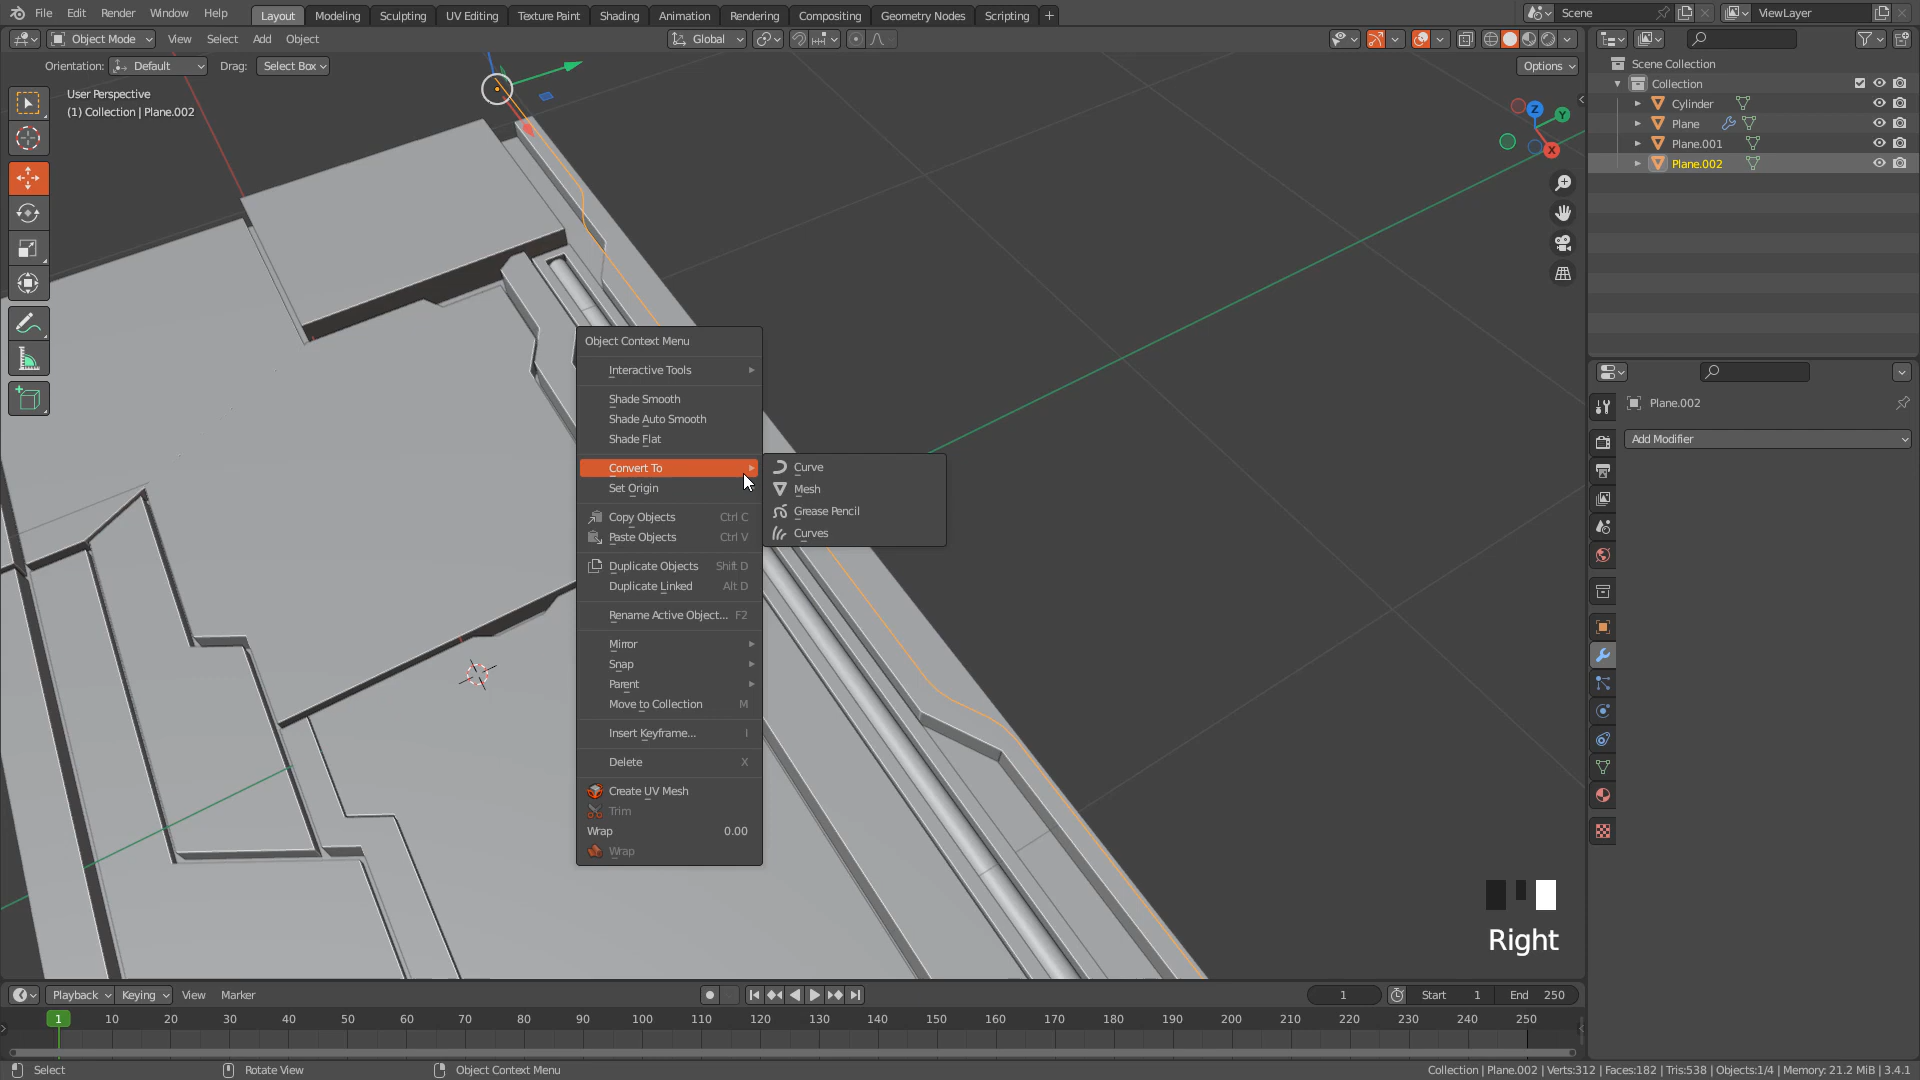 File Edit Render Window Help Layout Modeling Sculpting UV Editing Texture Paint Shading Animation Rendering Compositing Geometry Nodes Scripting + Scene ViewLayer
Object Mode View Select Add Object Global
Orientation: Default Drag: Select Box Options
User Perspective
(1) Collection | Plane.002
Z
Y
X
Scene Collection
Collection
Cylinder
Plane
Plane.001
Plane.002
Plane.002
Add Modifier
Object Context Menu
Interactive Tools
Shade Smooth
Shade Auto Smooth
Shade Flat
Convert To
Set Origin
Copy Objects Ctrl C
Paste Objects Ctrl V
Duplicate Objects Shift D
Duplicate Linked Alt D
Rename Active Object... F2
Mirror
Snap
Parent
Move to Collection M
Insert Keyframe... I
Delete X
Create UV Mesh
Trim
Wrap 0.00
Wrap
Curve
Mesh
Grease Pencil
Curves
Right
Playback Keying View Marker 1 Start 1 End 250
1 10 20 30 40 50 60 70 80 90 100 110 120 130 140 150 160 170 180 190 200 210 220 230 240 250
Select Rotate View Object Context Menu Collection | Plane.002 | Verts:312 | Faces:182 | Tris:538 | Objects:1/4 | Memory: 21.2 MiB | 3.4.1